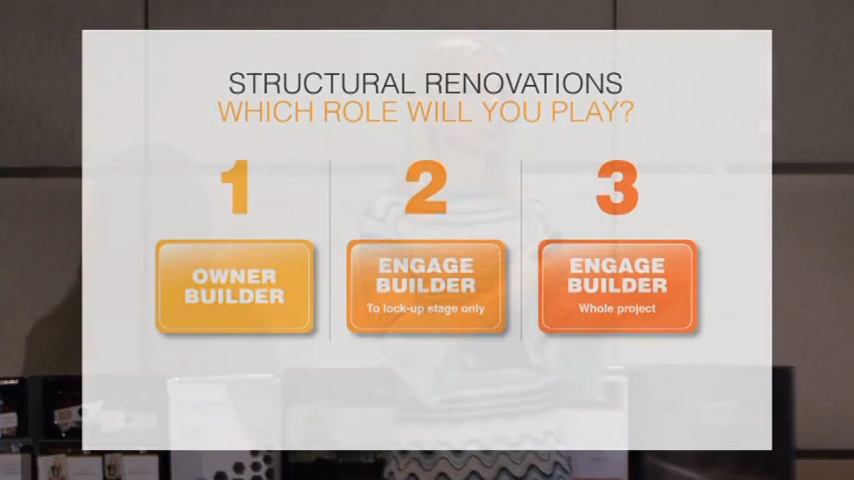 STRUCTURAL RENOVATIONS
WHICH ROLE WILL YOU PLAY?
1
OWNER
BUILDER
2
ENGAGE
BUILDER
To lock-up stage only
3
ENGAGE
BUILDER
Whole project